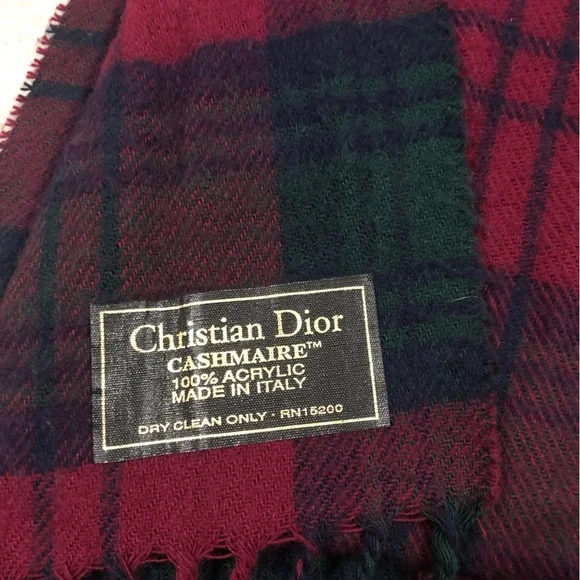 Christian Dior
CASHMAIRE™
100% ACRYLIC
MADE IN ITALY
DRY CLEAN ONLY · RN15200